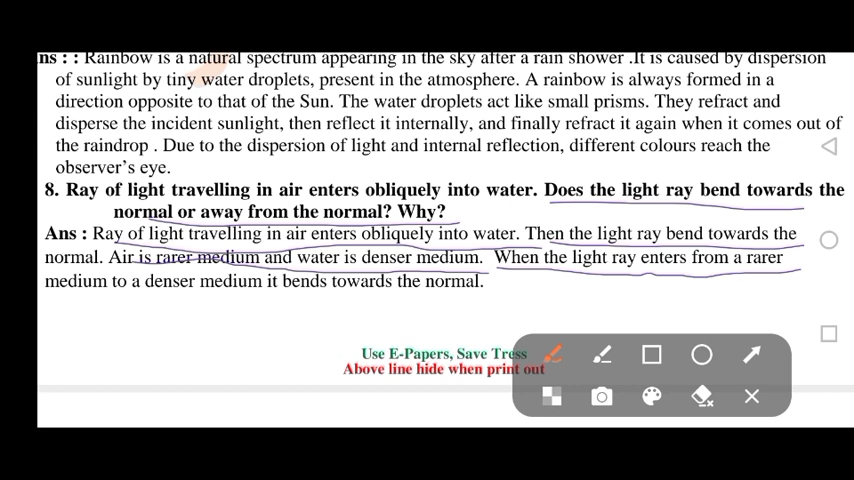 ns : : Rainbow is a natural spectrum appearing in the sky after a rain shower .It is caused by dispersion
of sunlight by tiny water droplets, present in the atmosphere. A rainbow is always formed in a
direction opposite to that of the Sun. The water droplets act like small prisms. They refract and
disperse the incident sunlight, then reflect it internally, and finally refract it again when it comes out of
the raindrop . Due to the dispersion of light and internal reflection, different colours reach the
observer's eye.
8. Ray of light travelling in air enters obliquely into water. Does the light ray bend towards the
normal or away from the normal? Why?
Ans : Ray of light travelling in air enters obliquely into water. Then the light ray bend towards the
normal. Air is rarer medium and water is denser medium. When the light ray enters from a rarer
medium to a denser medium it bends towards the normal.
Use E-Papers, Save Tress
Above line hide when print out